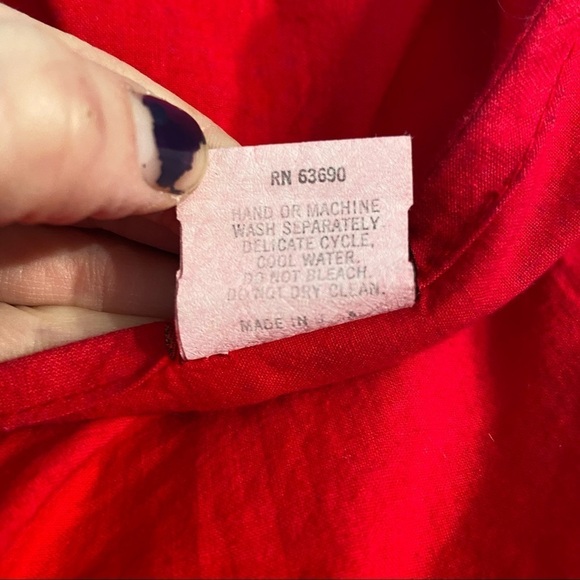 RN 63690
HAND OR MACHINE
WASH SEPARATELY
DELICATE CYCLE,
COOL WATER.
DO NOT BLEACH.
DO NOT DRY CLEAN.
MADE IN